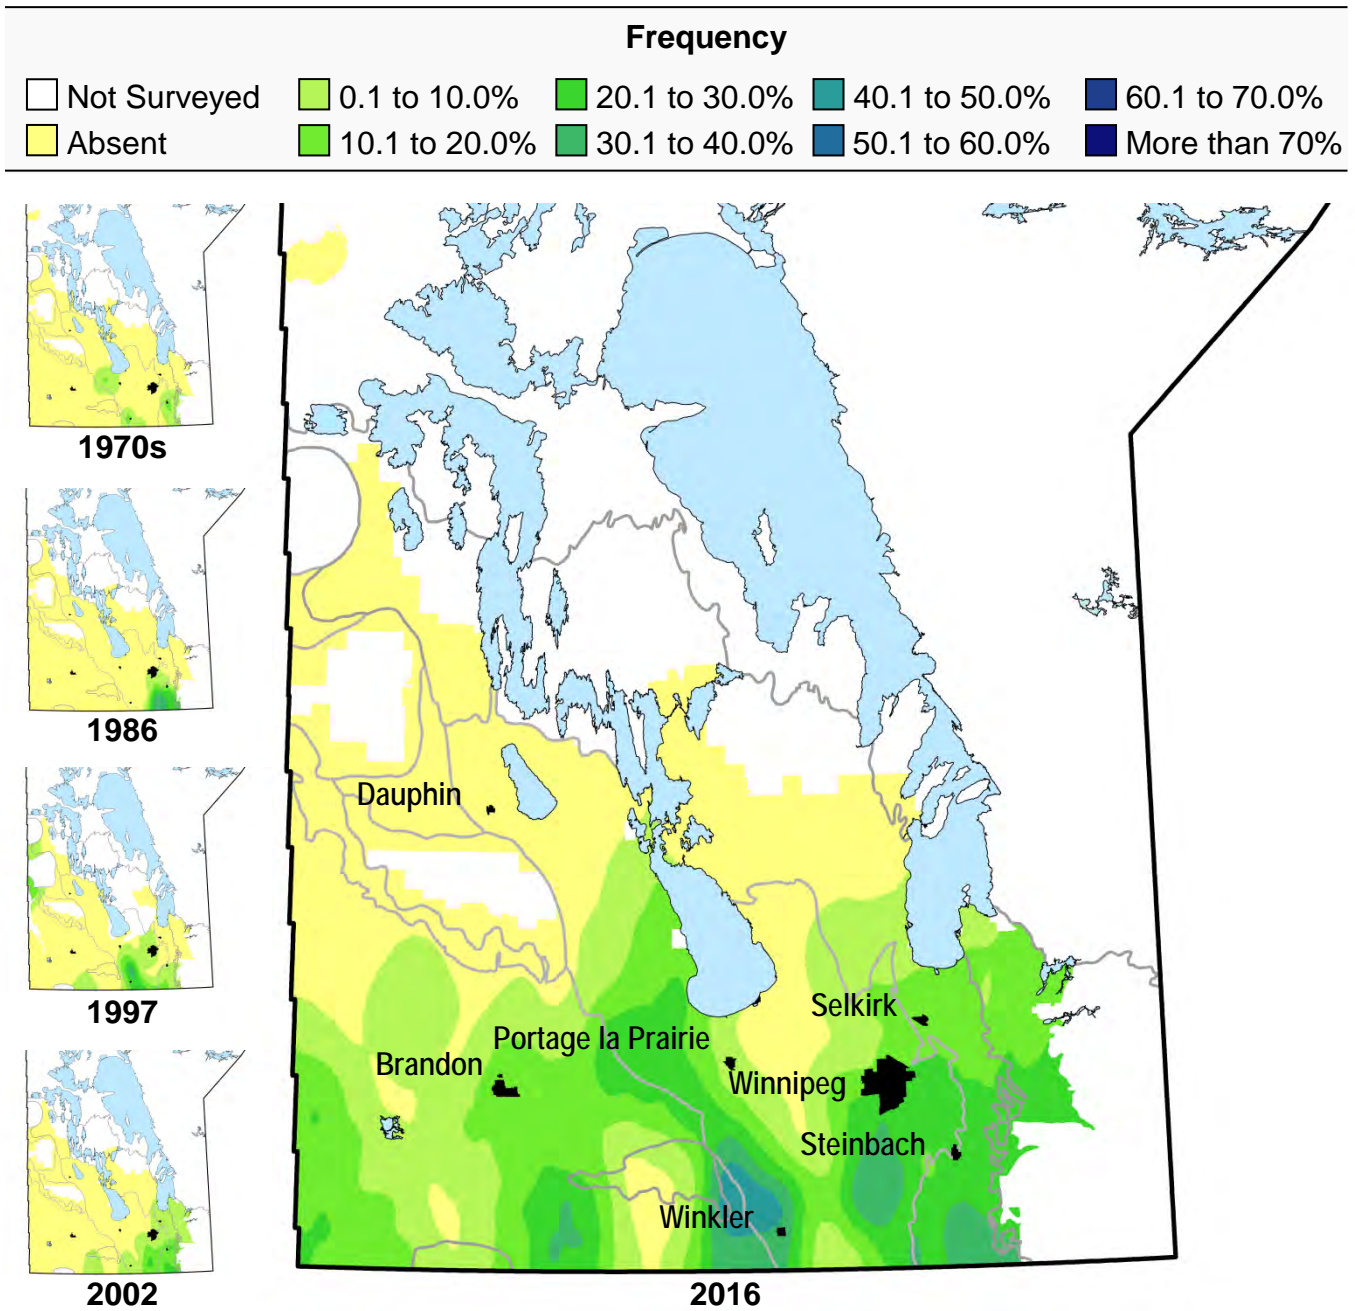 Frequency
Not Surveyed 0.1 to 10.0% 20.1 to 30.0% 40.1 to 50.0% 60.1 to 70.0%
Absent 10.1 to 20.0% 30.1 to 40.0% 50.1 to 60.0% More than 70%
1970s
1986
1997
2002
Dauphin
Selkirk
Portage la Prairie
Brandon
Winnipeg
Steinbach
Winkler
2016